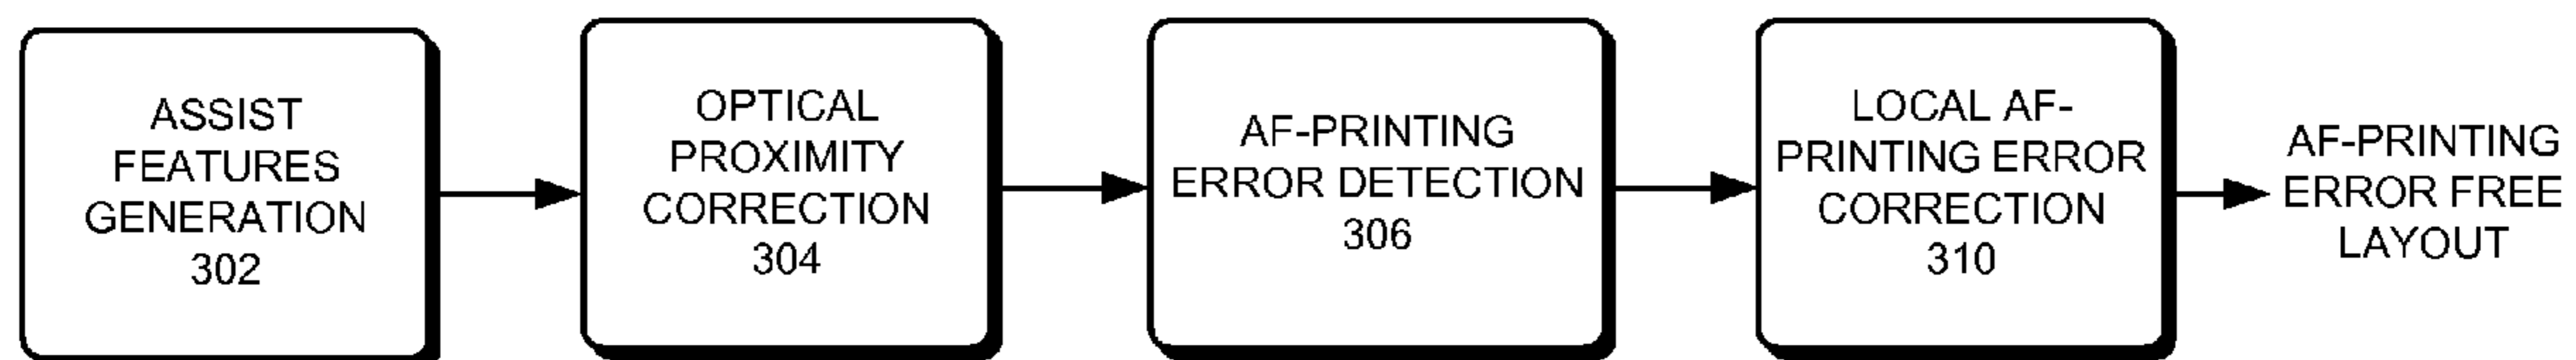 ASSIST
FEATURES
GENERATION
302
OPTICAL
PROXIMITY
CORRECTION
304
AF-PRINTING
ERROR DETECTION
306
LOCAL AF-
PRINTING ERROR
CORRECTION
310
AF-PRINTING
ERROR FREE
LAYOUT